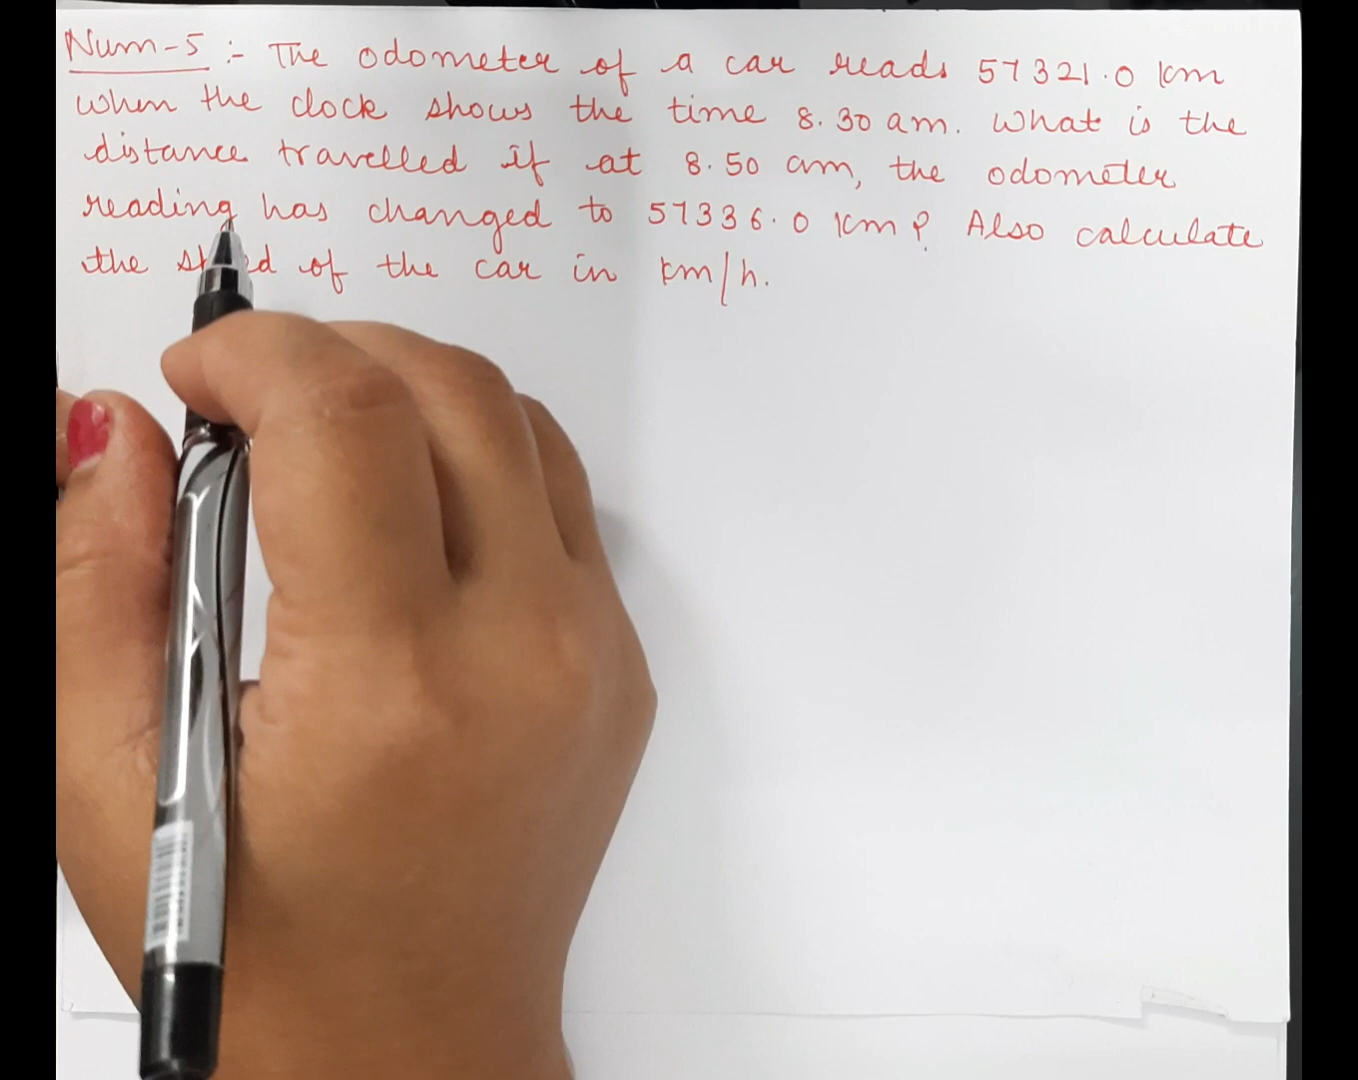 Num-5 :- The odometer of a car reads 57321.0 km
when the clock shows the time 8.30 am. What is the
distance travelled if at 8.50 am, the odometer
reading has changed to 57336.0 km? Also calculate
the of the car in km/h.